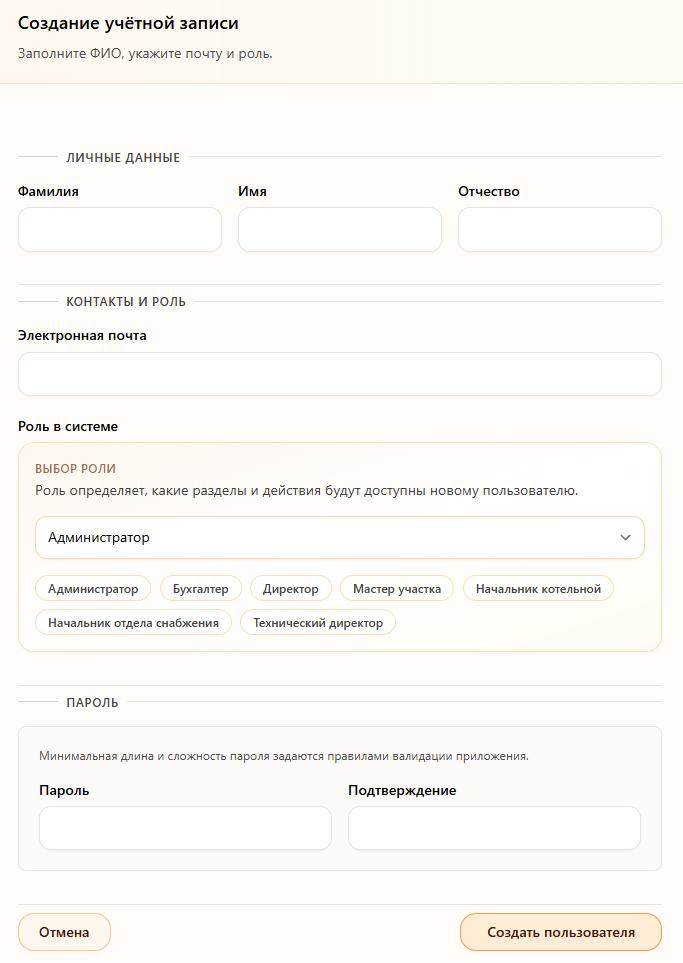 Создание учётной записи
Заполните ФИО, укажите почту и роль.
ЛИЧНЫЕ ДАННЫЕ
Фамилия Имя Отчество
КОНТАКТЫ И РОЛЬ
Электронная почта
Роль в системе
ВЫБОР РОЛИ
Роль определяет, какие разделы и действия будут доступны новому пользователю.
Администратор
Администратор Бухгалтер Директор Мастер участка Начальник котельной
Начальник отдела снабжения Технический директор
ПАРОЛЬ
Минимальная длина и сложность пароля задаются правилами валидации приложения.
Пароль Подтверждение
Отмена Создать пользователя